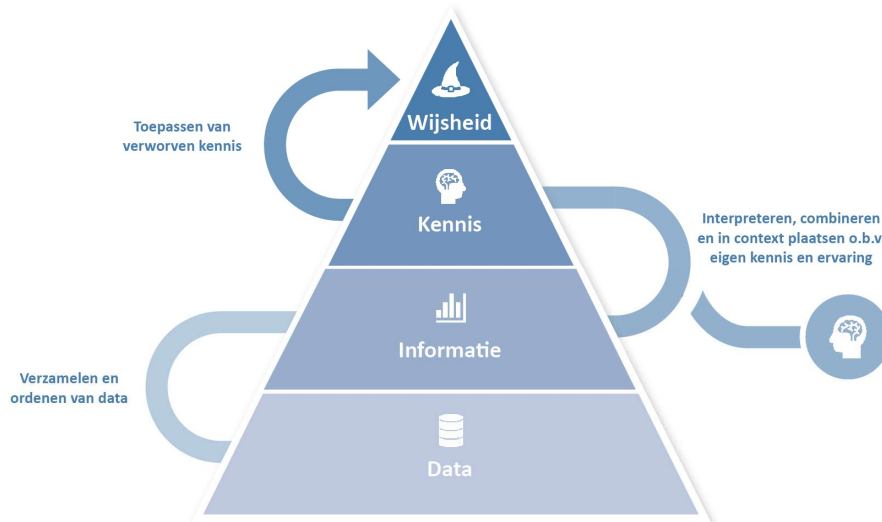 Wijsheid
Toepassen van
verworven kennis
Kennis
Interpreteren, combineren
en in context plaatsen o.b.v
eigen kennis en ervaring
Informatie
Verzamelen en
ordenen van data
Data